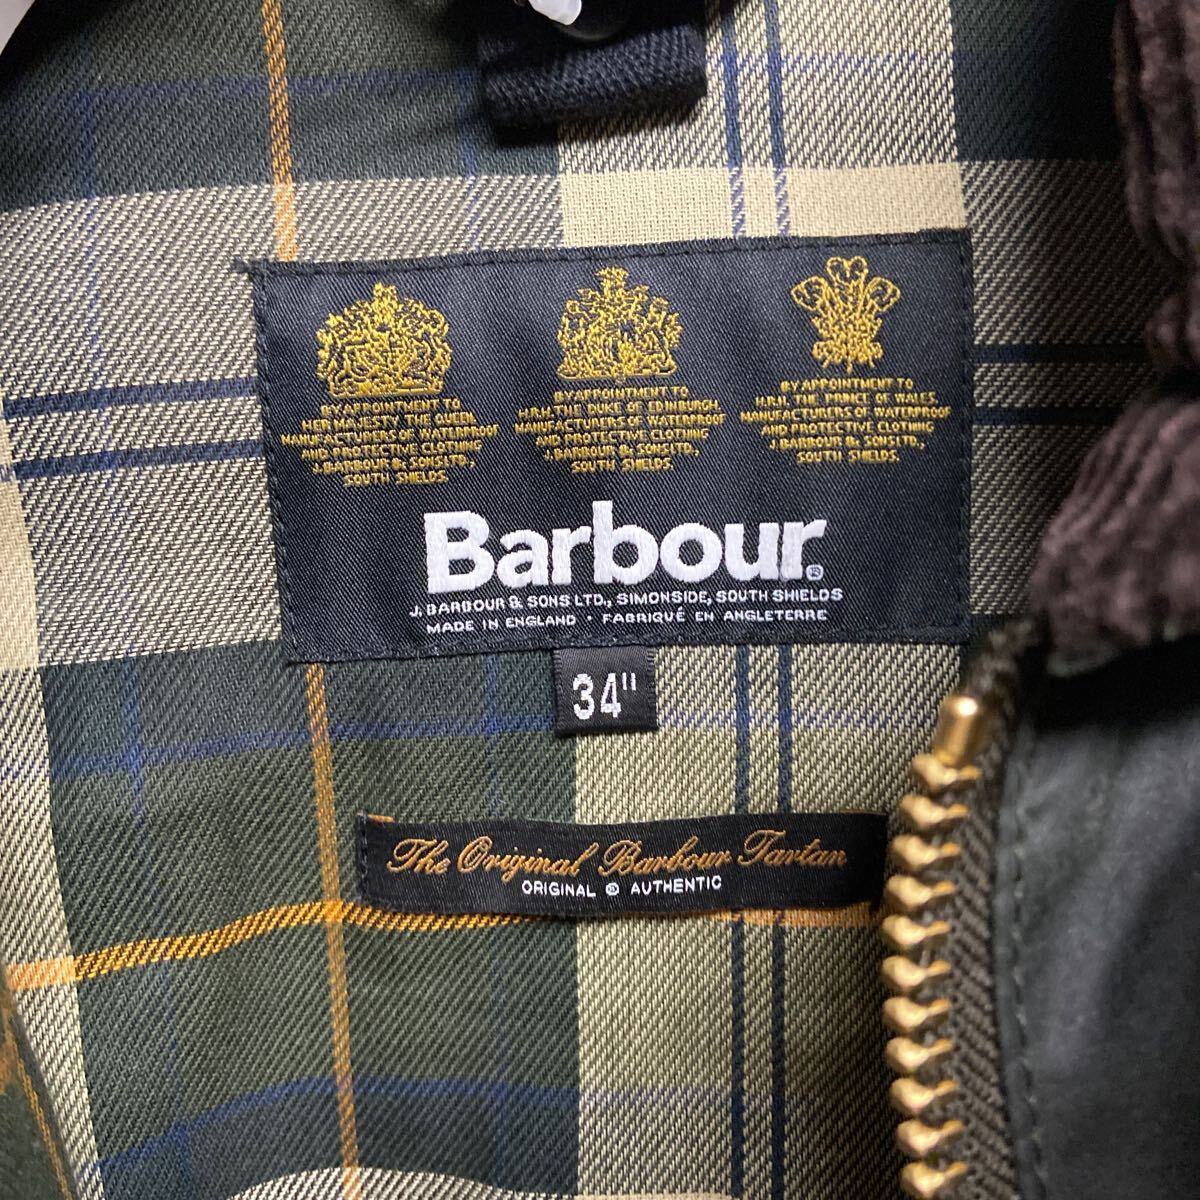 BY APPOINTMENT TO
HER MAJESTY THE QUEEN
MANUFACTURERS OF WATERPROOF
AND PROTECTIVE CLOTHING
J. BARBOUR & SONS LTD.,
SOUTH SHIELDS.
BY APPOINTMENT TO
H.R.H. THE DUKE OF EDINBURGH
MANUFACTURERS OF WATERPROOF
AND PROTECTIVE CLOTHING
J. BARBOUR & SONS LTD.,
SOUTH SHIELDS.
BY APPOINTMENT TO
H.R.H. THE PRINCE OF WALES
MANUFACTURERS OF WATERPROOF
AND PROTECTIVE CLOTHING
J. BARBOUR & SONS LTD.,
SOUTH SHIELDS.
Barbour®
J. BARBOUR & SONS LTD., SIMONSIDE, SOUTH SHIELDS
MADE IN ENGLAND · FABRIQUÉ EN ANGLETERRE
34"
The Original Barbour Tartan
ORIGINAL ® AUTHENTIC